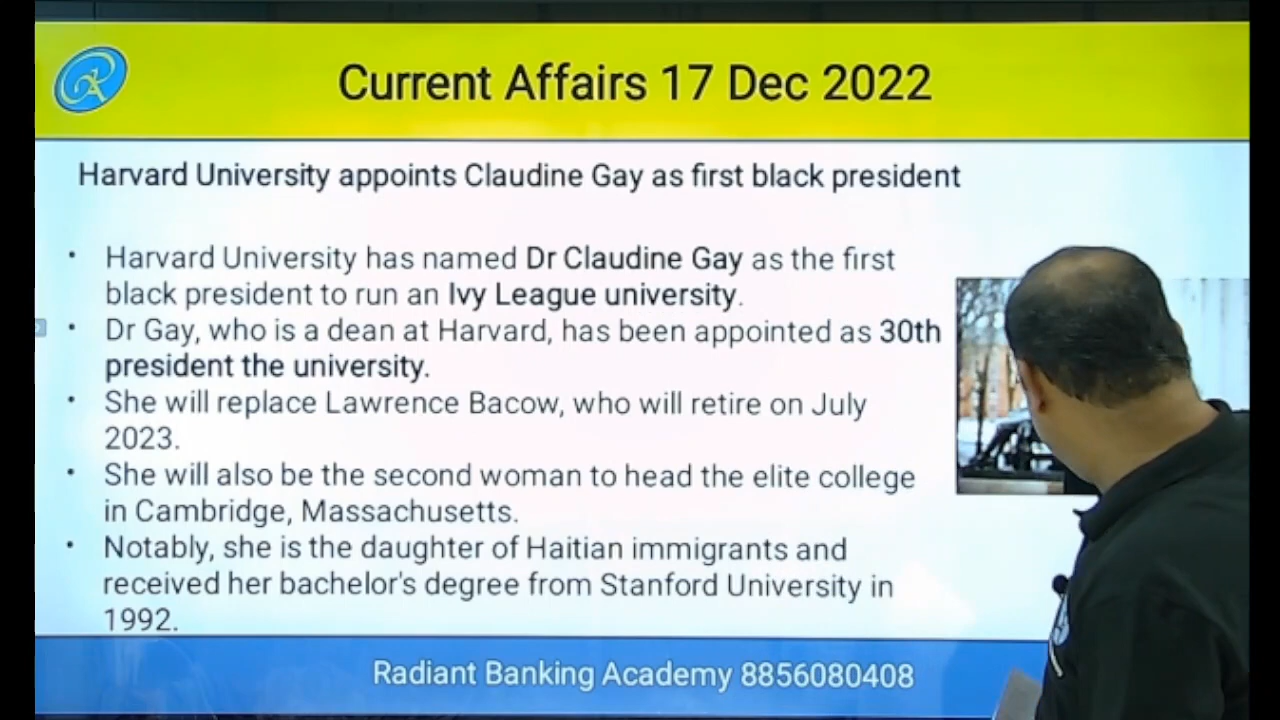 Current Affairs 17 Dec 2022
Harvard University appoints Claudine Gay as first black president
• Harvard University has named Dr Claudine Gay as the first
black president to run an Ivy League university.
• Dr Gay, who is a dean at Harvard, has been appointed as 30th
president the university.
• She will replace Lawrence Bacow, who will retire on July
2023.
• She will also be the second woman to head the elite college
in Cambridge, Massachusetts.
• Notably, she is the daughter of Haitian immigrants and
received her bachelor's degree from Stanford University in
1992.
Radiant Banking Academy 8856080408